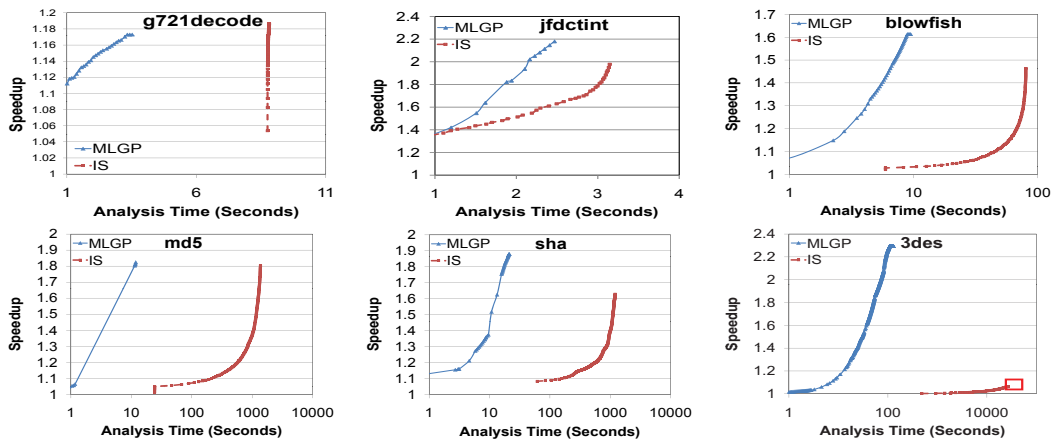 g721decode
1.2
1.18
1.16
1.14
1.12
1.1
1.08
1.06
1.04
1.02
1
Speedup
MLGP
IS
1 6 11
Analysis Time (Seconds)
jfdctint
2.4
2.2
2
1.8
1.6
1.4
1.2
1
Speedup
MLGP
IS
1 2 3 4
Analysis Time (Seconds)
blowfish
1.7
1.6
1.5
1.4
1.3
1.2
1.1
1
Speedup
MLGP
IS
1 10 100
Analysis Time (Seconds)
md5
2
1.9
1.8
1.7
1.6
1.5
1.4
1.3
1.2
1.1
1
Speedup
MLGP
IS
1 10 100 1000 10000
Analysis Time (Seconds)
sha
2
1.9
1.8
1.7
1.6
1.5
1.4
1.3
1.2
1.1
1
Speedup
MLGP
IS
1 10 100 1000 10000
Analysis Time (Seconds)
3des
2.4
2.2
2
1.8
1.6
1.4
1.2
1
Speedup
MLGP
IS
1 100 10000
Analysis Time (Seconds)